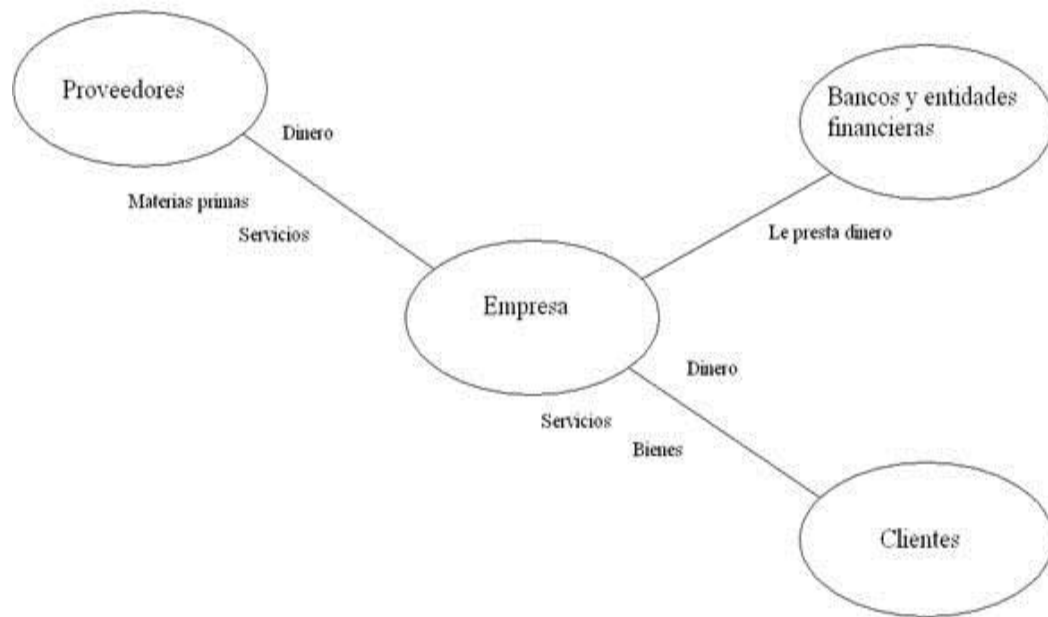 Proveedores
Bancos y entidades
financieras
Dinero
Materias primas
Servicios
Le presta dinero
Empresa
Dinero
Servicios
Bienes
Clientes